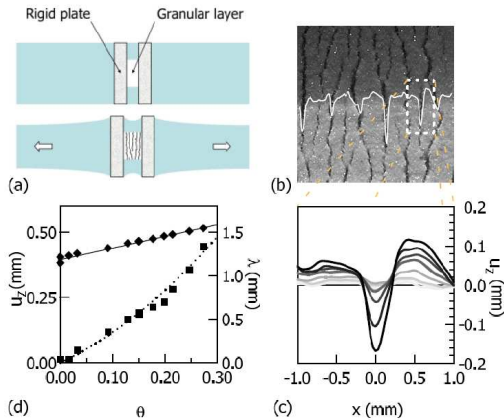 Rigid plate
Granular layer
(a)
(b)
0.50
0.25
0.00
u_z (mm)
1.5
1.0
0.5
0.0
λ (mm)
0.00
0.10
0.20
0.30
θ
(d)
0.2
0.1
0.0
-0.1
-0.2
u_z (mm)
-1.0
-0.5
0.0
0.5
1.0
x (mm)
(c)